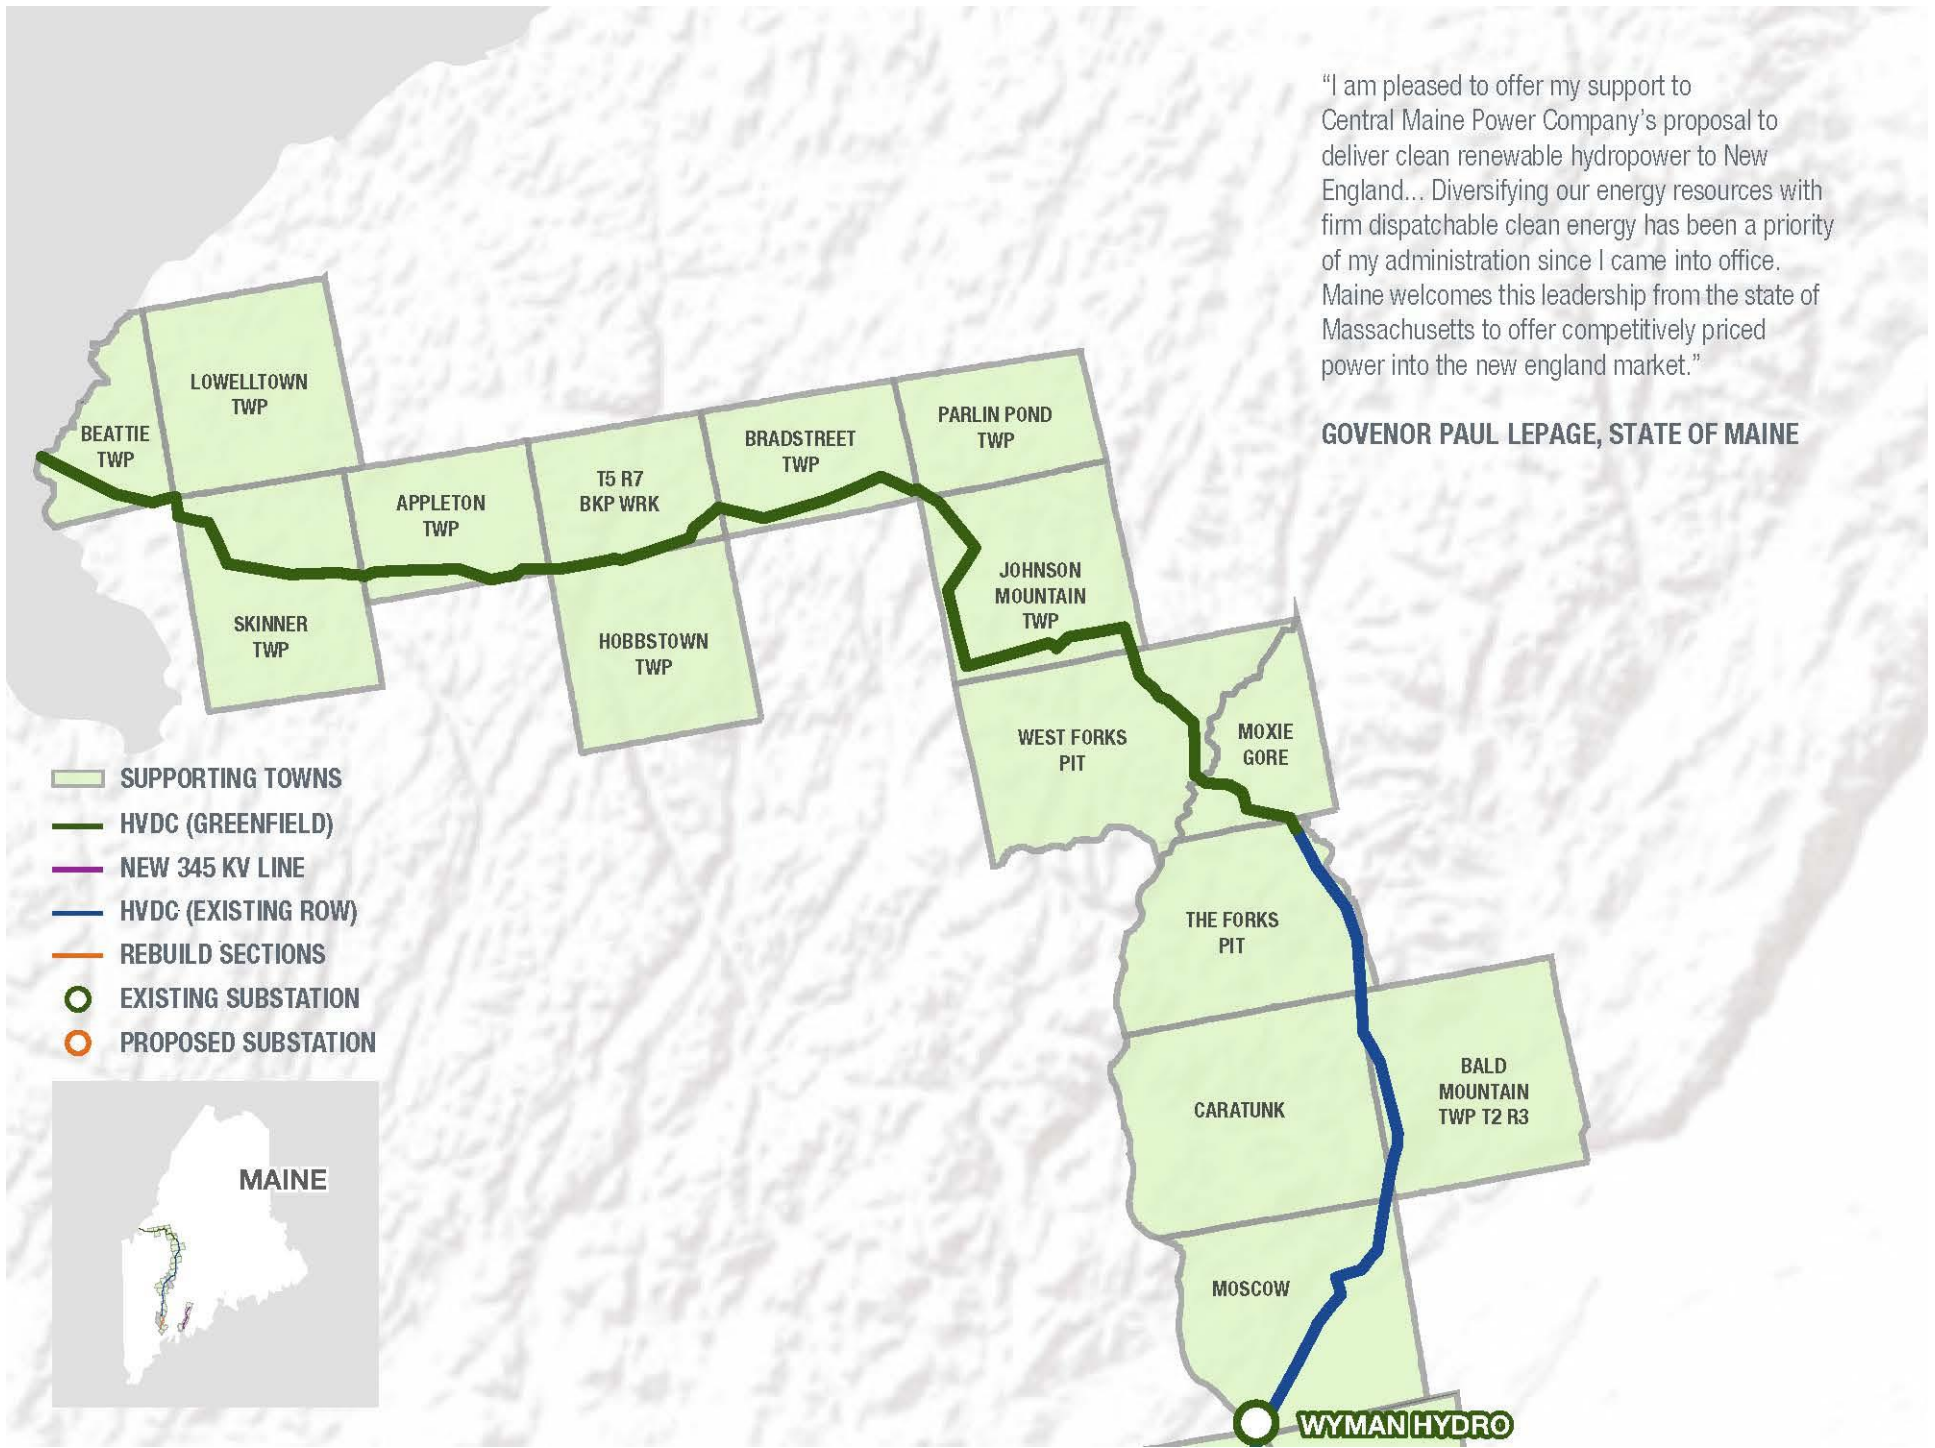 “I am pleased to offer my support to
Central Maine Power Company’s proposal to
deliver clean renewable hydropower to New
England... Diversifying our energy resources with
firm dispatchable clean energy has been a priority
of my administration since I came into office.
Maine welcomes this leadership from the state of
Massachusetts to offer competitively priced
power into the new england market.”
GOVENOR PAUL LEPAGE, STATE OF MAINE
LOWELLTOWN
TWP
BEATTIE
TWP
PARLIN POND
TWP
BRADSTREET
TWP
T5 R7
BKP WRK
APPLETON
TWP
SKINNER
TWP
HOBBSTOWN
TWP
JOHNSON
MOUNTAIN
TWP
WEST FORKS
PIT
MOXIE
GORE
THE FORKS
PIT
CARATUNK
BALD
MOUNTAIN
TWP T2 R3
MOSCOW
WYMAN HYDRO
SUPPORTING TOWNS
HVDC (GREENFIELD)
NEW 345 KV LINE
HVDC (EXISTING ROW)
REBUILD SECTIONS
EXISTING SUBSTATION
PROPOSED SUBSTATION
MAINE